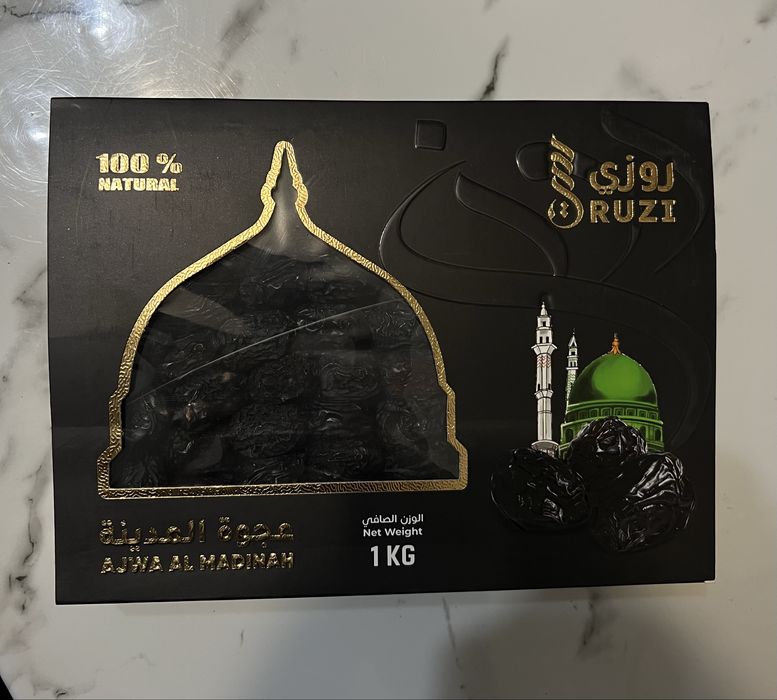 100 %
NATURAL
روزي
RUZI
عجوة المدينة
AJWA AL MADINAH
الوزن الصافي
Net Weight
1 KG